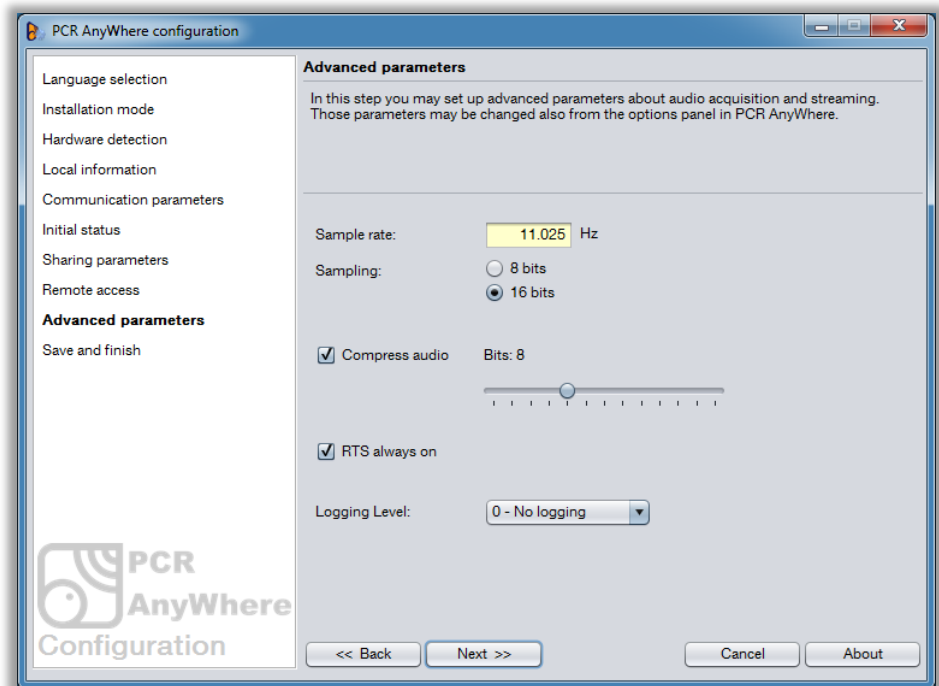 PCR AnyWhere configuration
Language selection
Installation mode
Hardware detection
Local information
Communication parameters
Initial status
Sharing parameters
Remote access
Advanced parameters
Save and finish
PCR
AnyWhere
Configuration
Advanced parameters
In this step you may set up advanced parameters about audio acquisition and streaming.
Those parameters may be changed also from the options panel in PCR AnyWhere.
Sample rate: 11.025 Hz
Sampling: 8 bits
16 bits
Compress audio Bits: 8
RTS always on
Logging Level: 0 - No logging
<< Back Next >> Cancel About